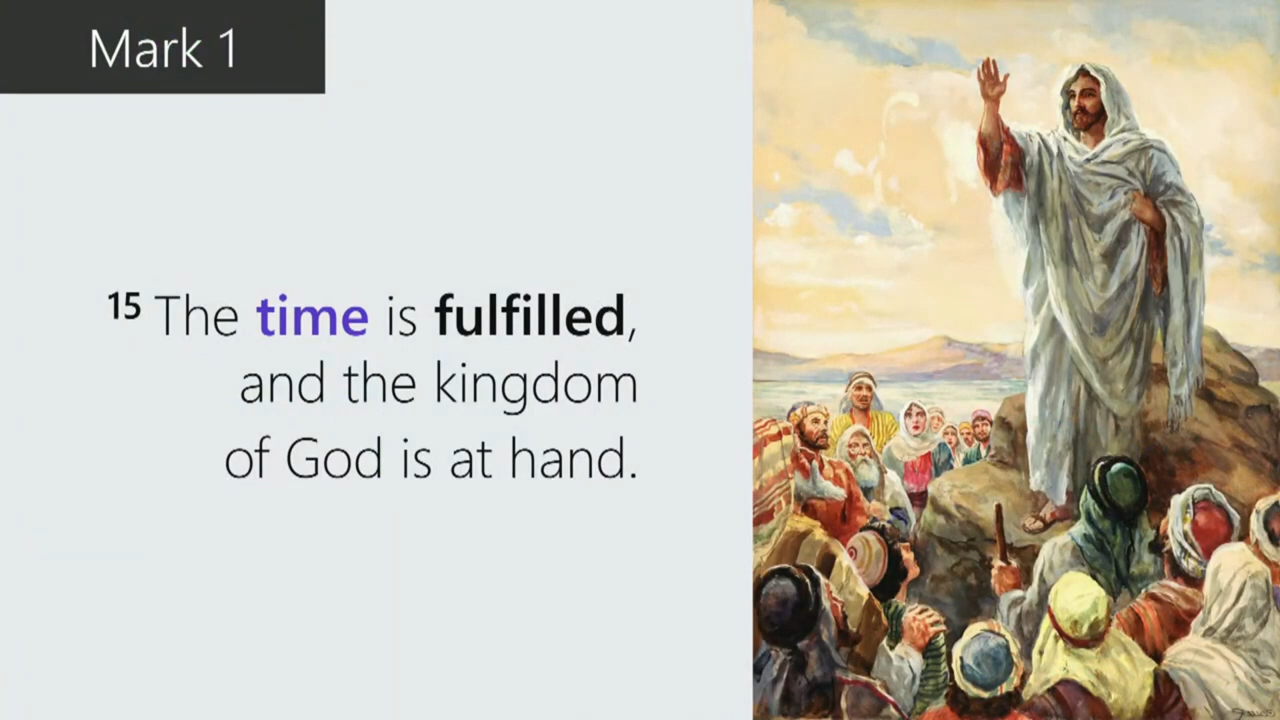 Mark 1
15 The time is fulfilled,
and the kingdom
of God is at hand.